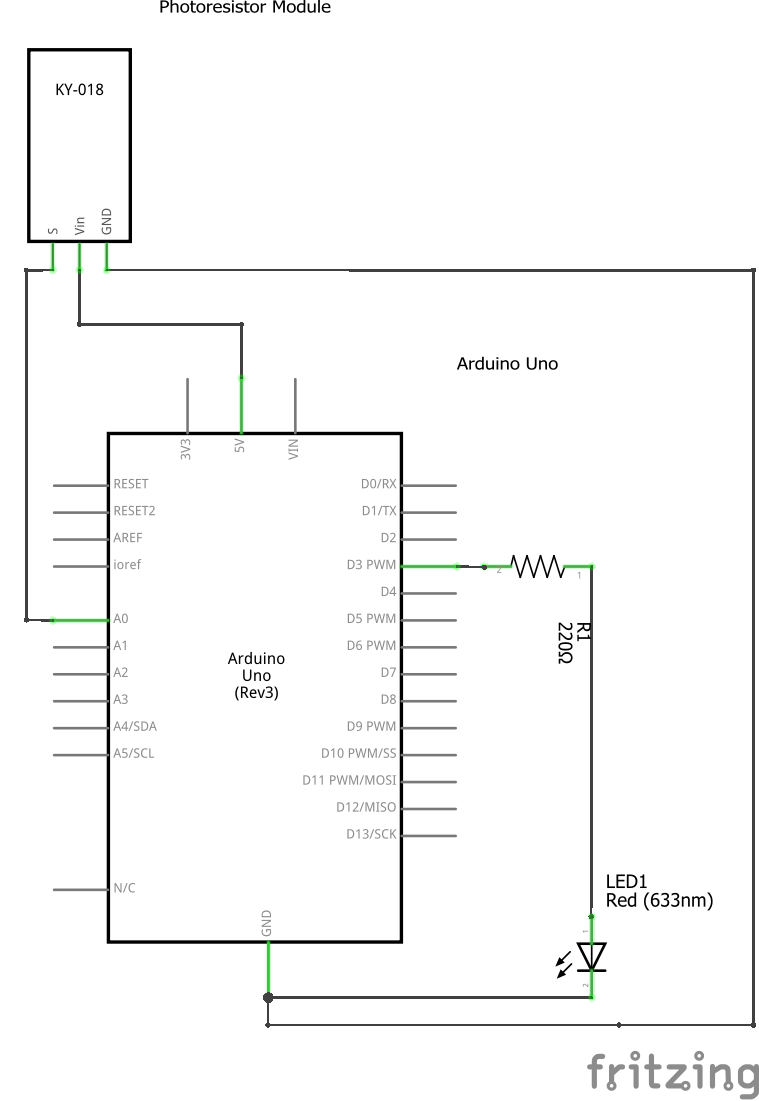 Photoresistor Module
KY-018
S
Vin
GND
Arduino Uno
3V3
5V
VIN
RESET
RESET2
AREF
ioref
A0
A1
A2
A3
A4/SDA
A5/SCL
N/C
D0/RX
D1/TX
D2
D3 PWM
D4
D5 PWM
D6 PWM
D7
D8
D9 PWM
D10 PWM/SS
D11 PWM/MOSI
D12/MISO
D13/SCK
Arduino
Uno
(Rev3)
GND
2
1
R1
220Ω
LED1
Red (633nm)
1
2
fritzing